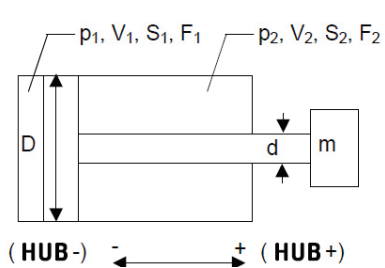 p₁, V₁, S₁, F₁
p₂, V₂, S₂, F₂
D
d
m
(HUB-) - + (HUB+)